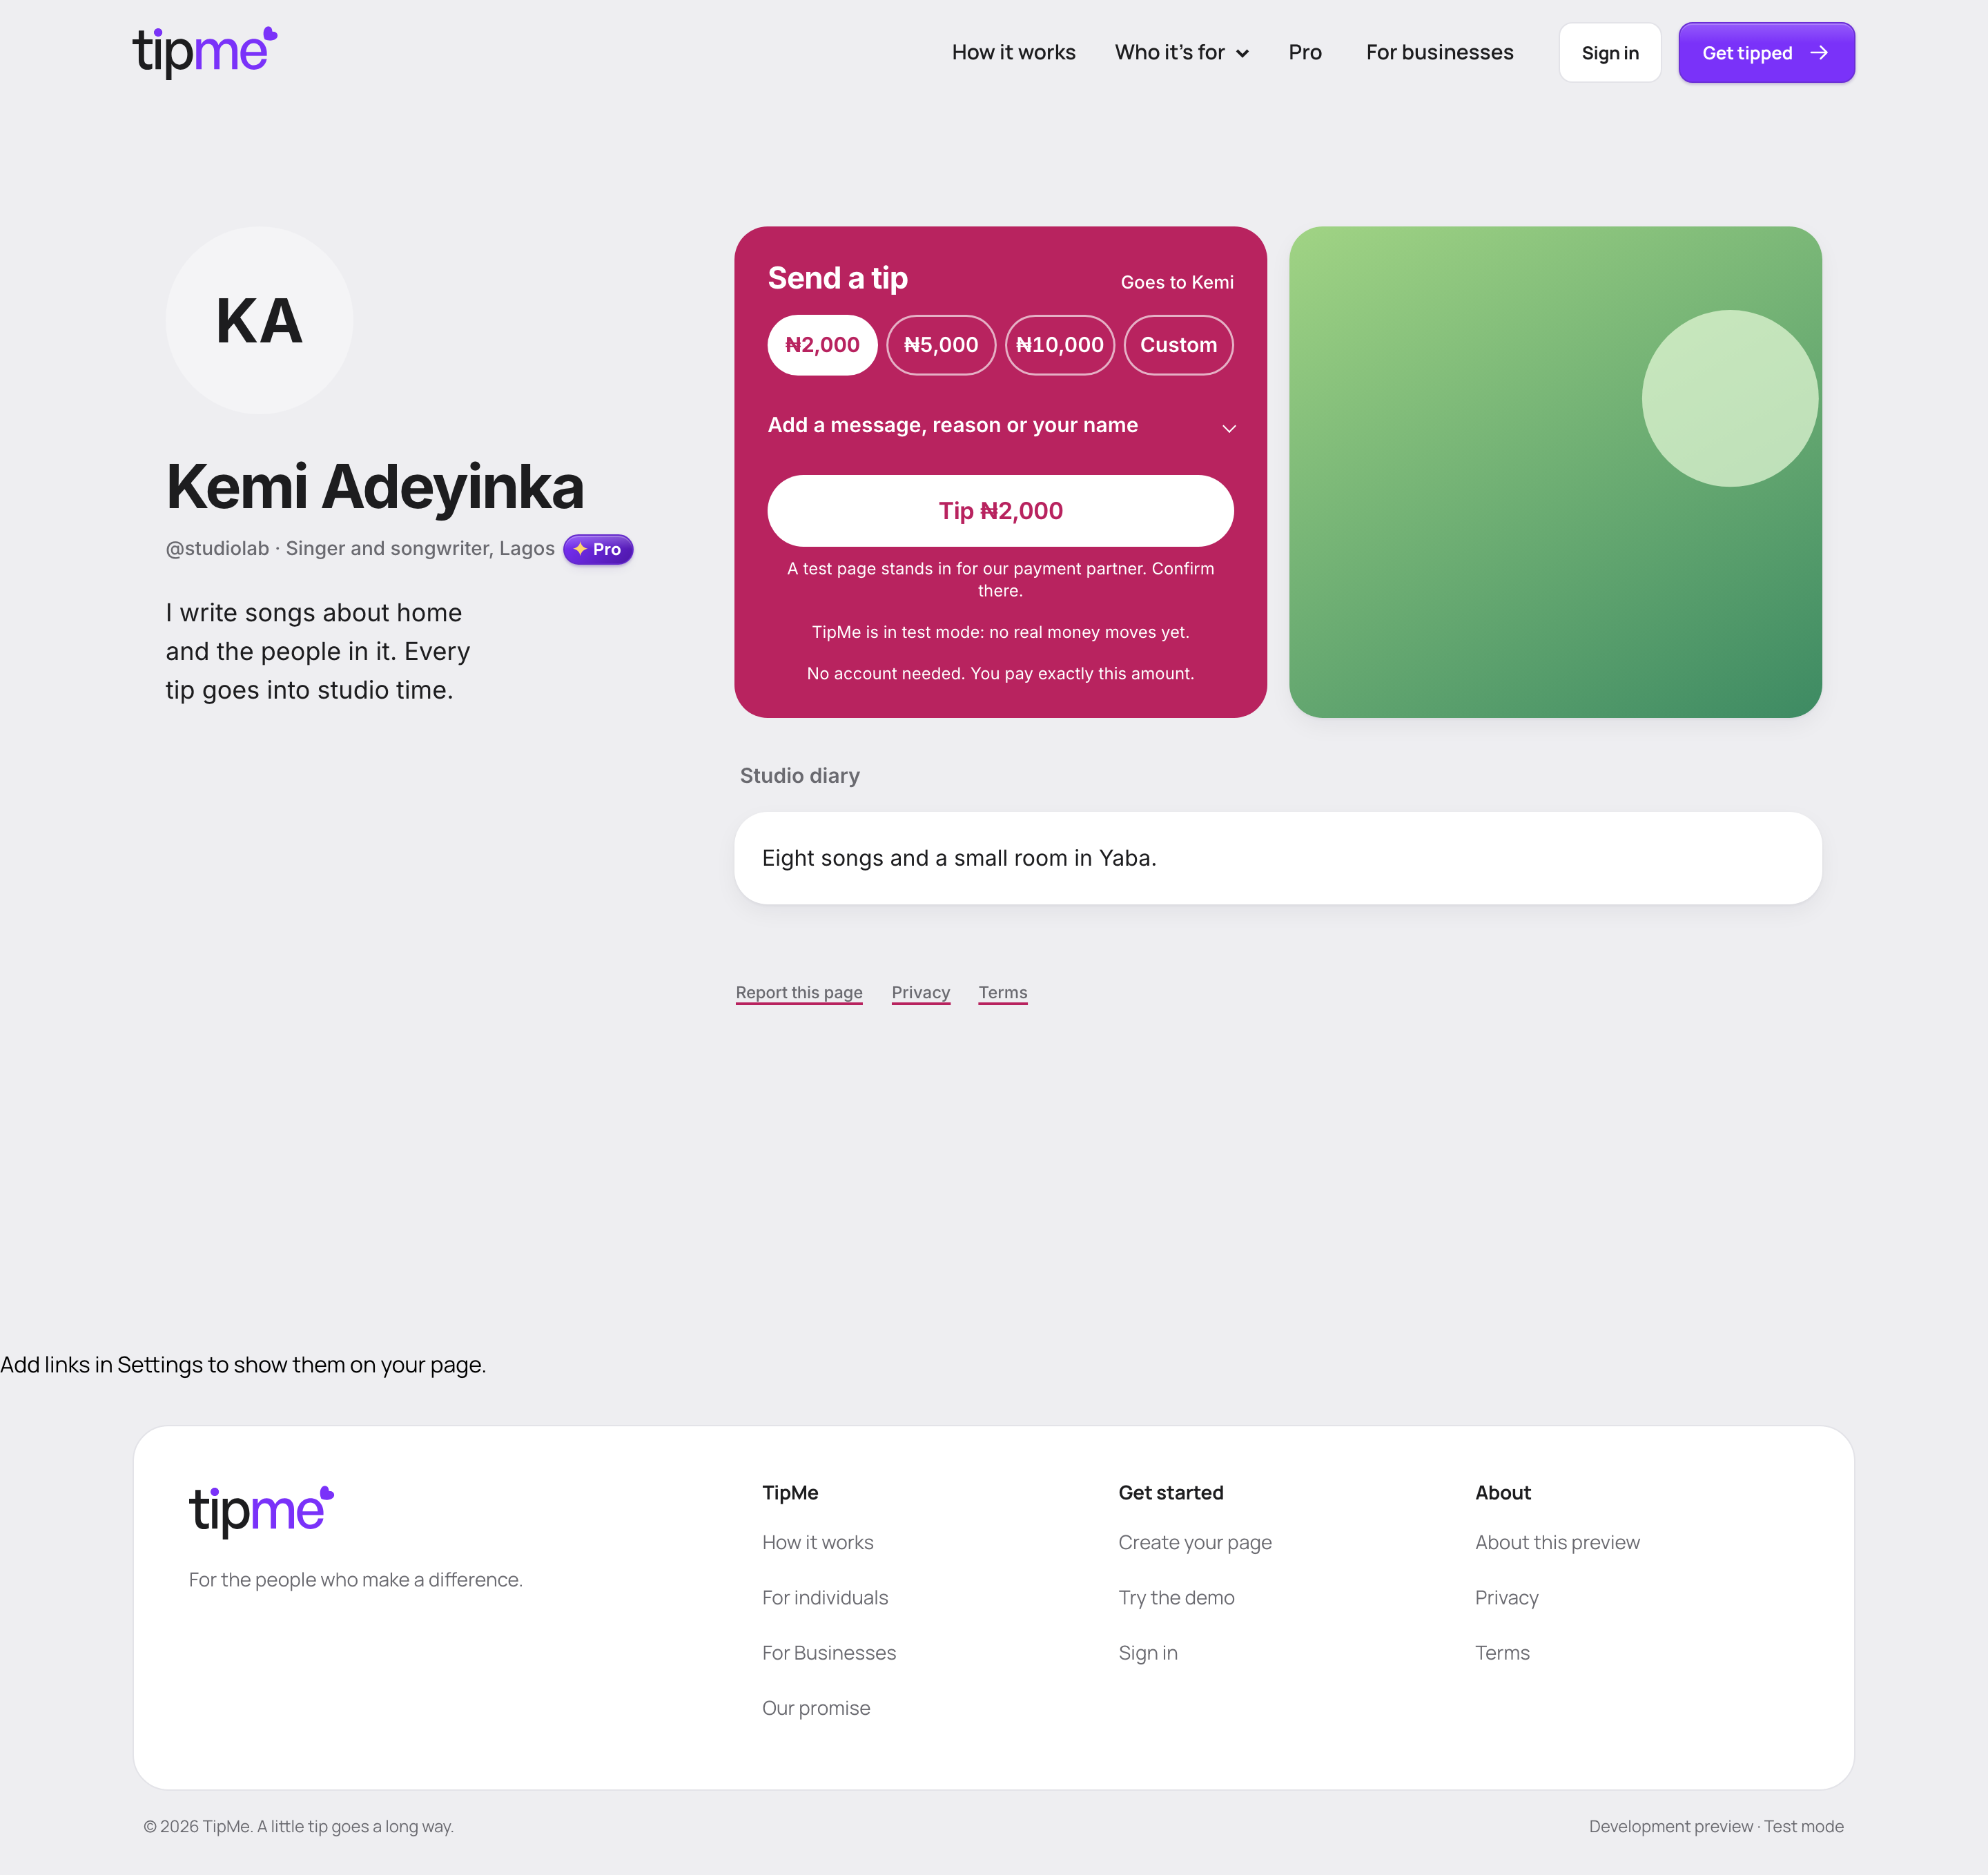 tipme
How it works
Who it's for
Pro
For businesses
Sign in
Get tipped
KA
Kemi Adeyinka
@studiolab · Singer and songwriter, Lagos
Pro
I write songs about home
and the people in it. Every
tip goes into studio time.
Send a tip
Goes to Kemi
₦2,000
₦5,000
₦10,000
Custom
Add a message, reason or your name
Tip ₦2,000
A test page stands in for our payment partner. Confirm
there.
TipMe is in test mode: no real money moves yet.
No account needed. You pay exactly this amount.
Studio diary
Eight songs and a small room in Yaba.
Report this page
Privacy
Terms
Add links in Settings to show them on your page.
tipme
For the people who make a difference.
TipMe
How it works
For individuals
For Businesses
Our promise
Get started
Create your page
Try the demo
Sign in
About
About this preview
Privacy
Terms
© 2026 TipMe. A little tip goes a long way.
Development preview · Test mode